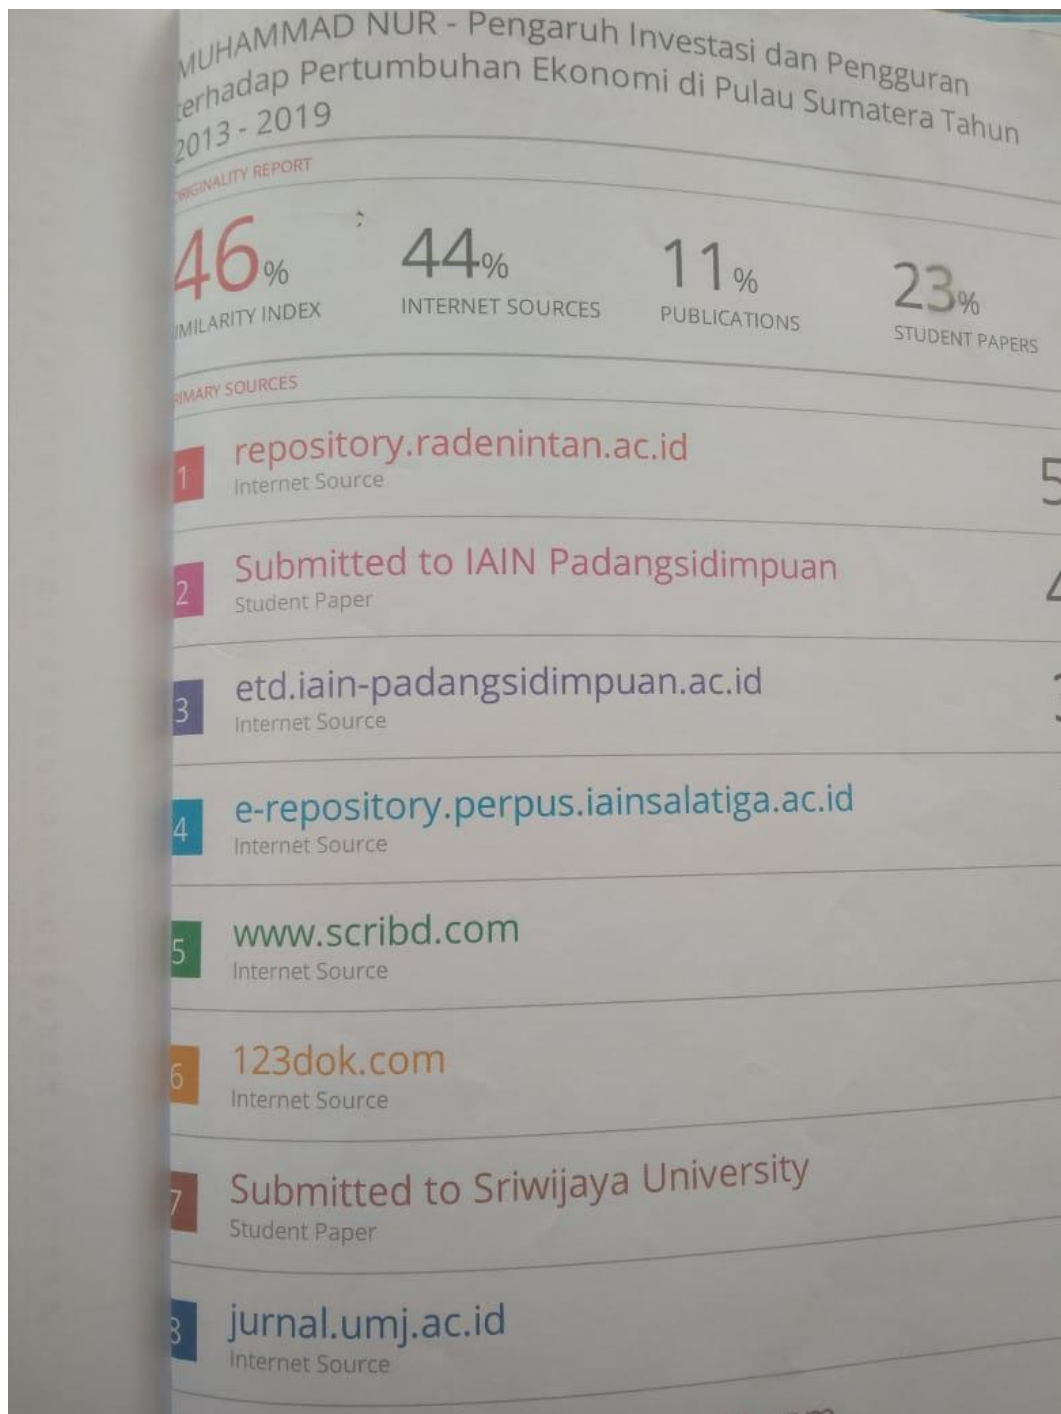 MUHAMMAD NUR - Pengaruh Investasi dan Pengguran
terhadap Pertumbuhan Ekonomi di Pulau Sumatera Tahun
2013 - 2019
ORIGINALITY REPORT
46%
44%
11%
23%
IMILARITY INDEX
INTERNET SOURCES
PUBLICATIONS
STUDENT PAPERS
RIMARY SOURCES
1 repository.radenintan.ac.id
Internet Source
5
2 Submitted to IAIN Padangsidimpuan
Student Paper
3 etd.iain-padangsidimpuan.ac.id
Internet Source
4 e-repository.perpus.iainsalatiga.ac.id
Internet Source
5 www.scribd.com
Internet Source
6 123dok.com
Internet Source
7 Submitted to Sriwijaya University
Student Paper
8 jurnal.umj.ac.id
Internet Source